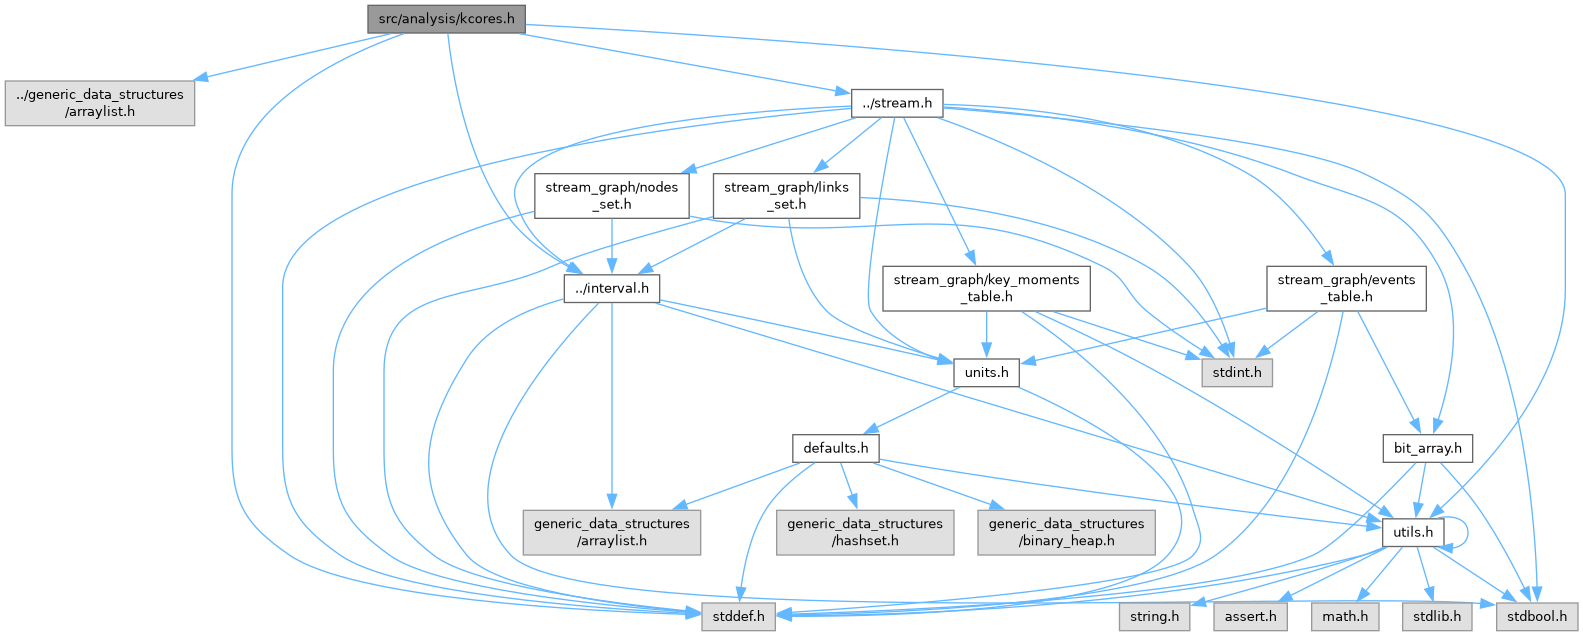 src/analysis/kcores.h
../generic_data_structures
/arraylist.h
../stream.h
stream_graph/nodes
_set.h
stream_graph/links
_set.h
../interval.h
stream_graph/key_moments
_table.h
stream_graph/events
_table.h
units.h
stdint.h
defaults.h
bit_array.h
generic_data_structures
/arraylist.h
generic_data_structures
/hashset.h
generic_data_structures
/binary_heap.h
utils.h
stddef.h
string.h
assert.h
math.h
stdlib.h
stdbool.h